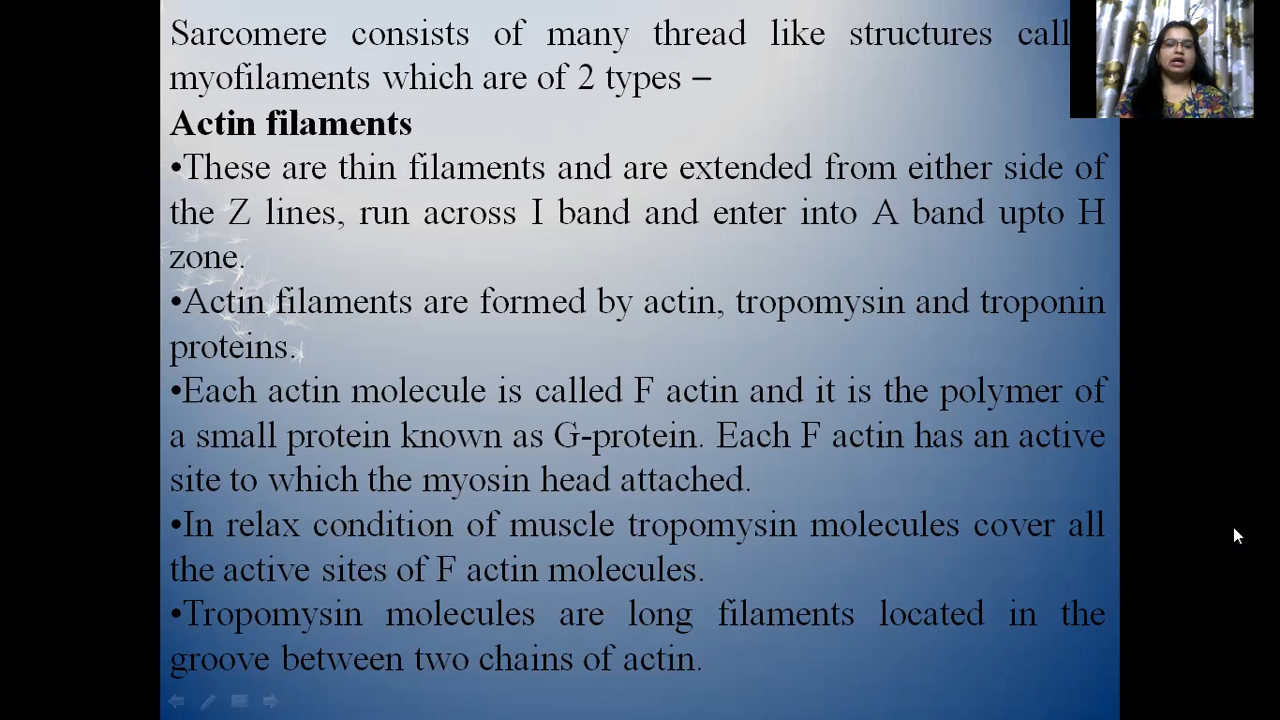 Sarcomere consists of many thread like structures call
myofilaments which are of 2 types –
Actin filaments
•These are thin filaments and are extended from either side of
the Z lines, run across I band and enter into A band upto H
zone.
•Actin filaments are formed by actin, tropomysin and troponin
proteins.
•Each actin molecule is called F actin and it is the polymer of
a small protein known as G-protein. Each F actin has an active
site to which the myosin head attached.
•In relax condition of muscle tropomysin molecules cover all
the active sites of F actin molecules.
•Tropomysin molecules are long filaments located in the
groove between two chains of actin.